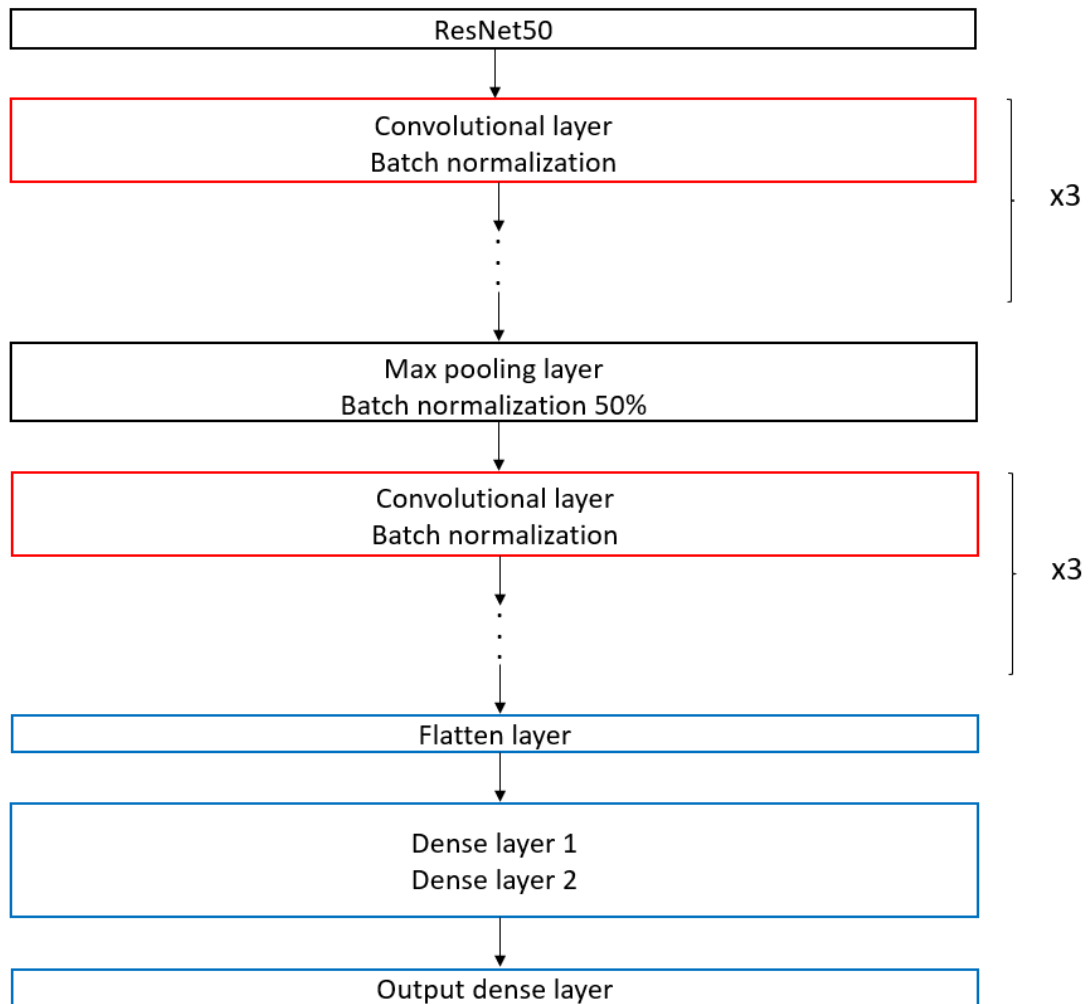 ResNet50
Convolutional layer
Batch normalization
x3
Max pooling layer
Batch normalization 50%
Convolutional layer
Batch normalization
x3
Flatten layer
Dense layer 1
Dense layer 2
Output dense layer